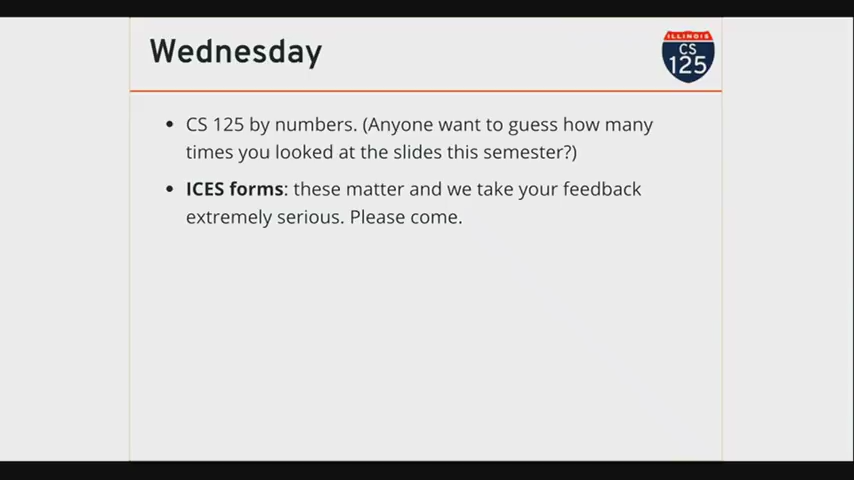 Wednesday
ILLINOIS
CS
125
• CS 125 by numbers. (Anyone want to guess how many
times you looked at the slides this semester?)
• ICES forms: these matter and we take your feedback
extremely serious. Please come.